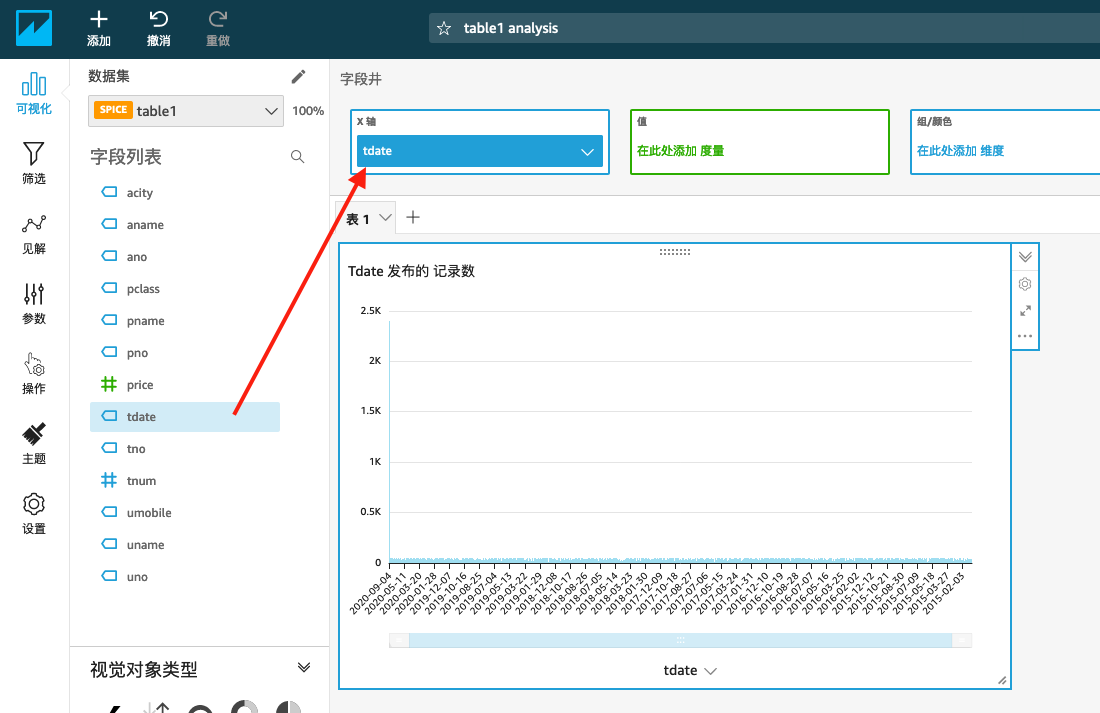 添加
撤消
重做
table1 analysis
可视化
筛选
见解
参数
操作
主题
设置
数据集
SPICE table1
100%
字段列表
acity
aname
ano
pclass
pname
pno
price
tdate
tno
tnum
umobile
uname
uno
视觉对象类型
字段井
X 轴
tdate
值
在此处添加 度量
组/颜色
在此处添加 维度
表 1
Tdate 发布的 记录数
2.5K
2K
1.5K
1K
0.5K
0
2020-09-04
2020-05-11
2020-03-20
2020-01-28
2019-12-07
2019-10-16
2019-08-25
2019-07-04
2019-05-13
2019-03-22
2019-01-29
2018-12-08
2018-10-17
2018-08-26
2018-07-05
2018-05-14
2018-03-23
2018-01-30
2017-12-09
2017-10-18
2017-08-27
2017-07-06
2017-05-15
2017-03-24
2017-01-31
2016-12-10
2016-10-19
2016-08-28
2016-07-07
2016-05-16
2016-03-25
2016-02-02
2015-12-12
2015-10-21
2015-08-30
2015-07-09
2015-05-18
2015-03-27
2015-02-03
tdate